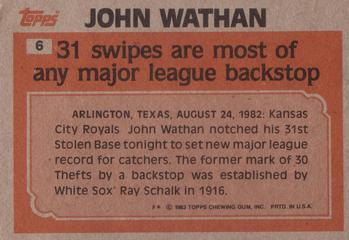 Topps
JOHN WATHAN
6
31 swipes are most of
any major league backstop
ARLINGTON, TEXAS, AUGUST 24, 1982: Kansas
City Royals John Wathan notched his 31st
Stolen Base tonight to set new major league
record for catchers. The former mark of 30
Thefts by a backstop was established by
White Sox' Ray Schalk in 1916.
F* © 1983 TOPPS CHEWING GUM, INC. PRTD. IN U.S.A.